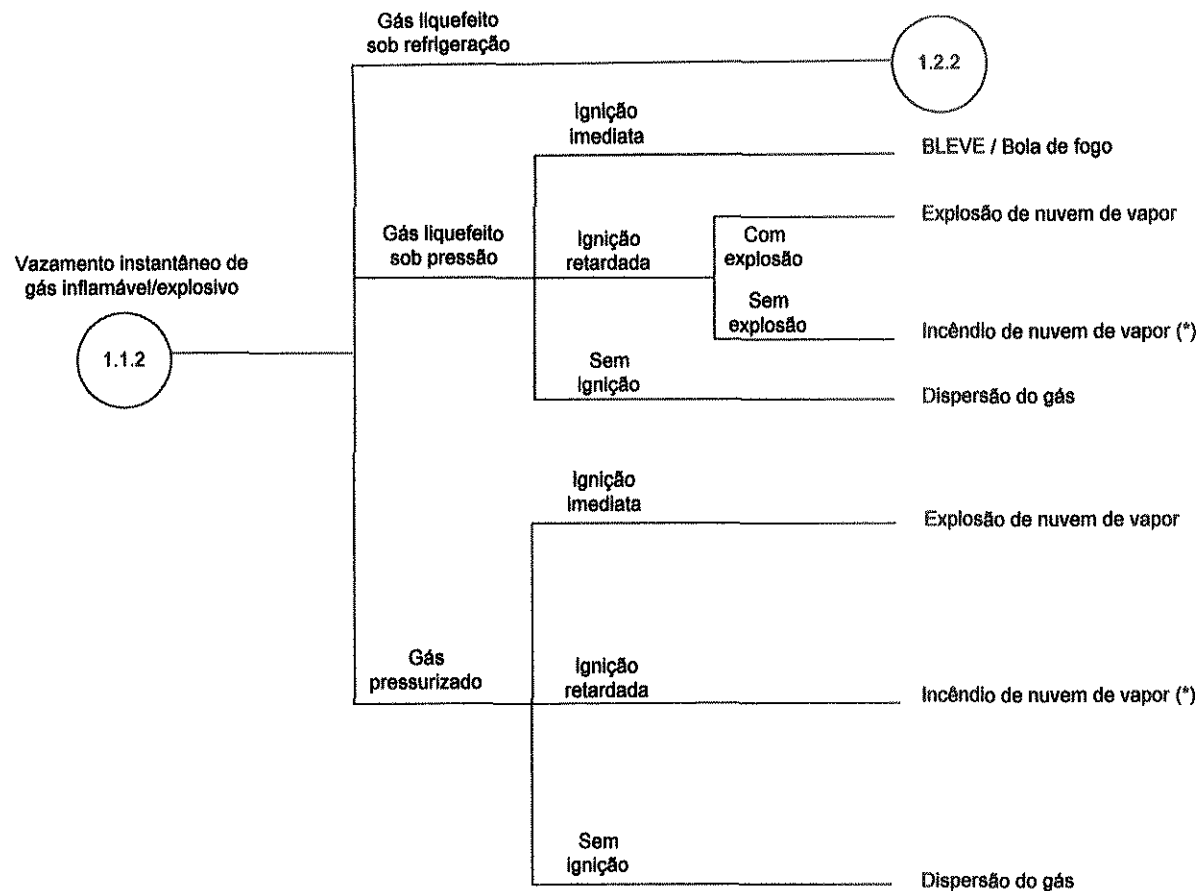 Gás liquefeito
sob refrigeração
1.2.2
Ignição
imediata
BLEVE / Bola de fogo
Explosão de nuvem de vapor
Gás liquefeito
sob pressão
Ignição
retardada
Com
explosão
Vazamento instantâneo de
gás inflamável/explosivo
Sem
explosão
Incêndio de nuvem de vapor (*)
1.1.2
Sem
ignição
Dispersão do gás
Ignição
imediata
Explosão de nuvem de vapor
Gás
pressurizado
Ignição
retardada
Incêndio de nuvem de vapor (*)
Sem
ignição
Dispersão do gás